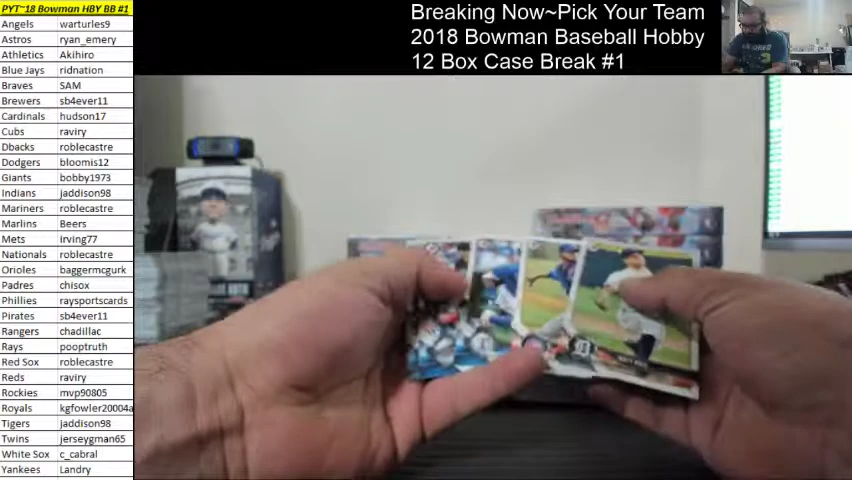 PYT~18 Bowman HBY BB #1
Angels warturles9
Astros ryan_emery
Athletics Akihiro
Blue Jays ridnation
Braves SAM
Brewers sb4ever11
Cardinals hudson17
Cubs raviry
Dbacks roblecastre
Dodgers bloomis12
Giants bobby1973
Indians jaddison98
Mariners roblecastre
Marlins Beers
Mets irving77
Nationals roblecastre
Orioles baggermcgurk
Padres chisox
Phillies raysportscards
Pirates sb4ever11
Rangers chadillac
Rays pooptruth
Red Sox roblecastre
Reds raviry
Rockies mvp90805
Royals kgfowler20004a
Tigers jaddison98
Twins jerseygman65
White Sox c_cabral
Yankees Landry
Breaking Now~Pick Your Team
2018 Bowman Baseball Hobby
12 Box Case Break #1